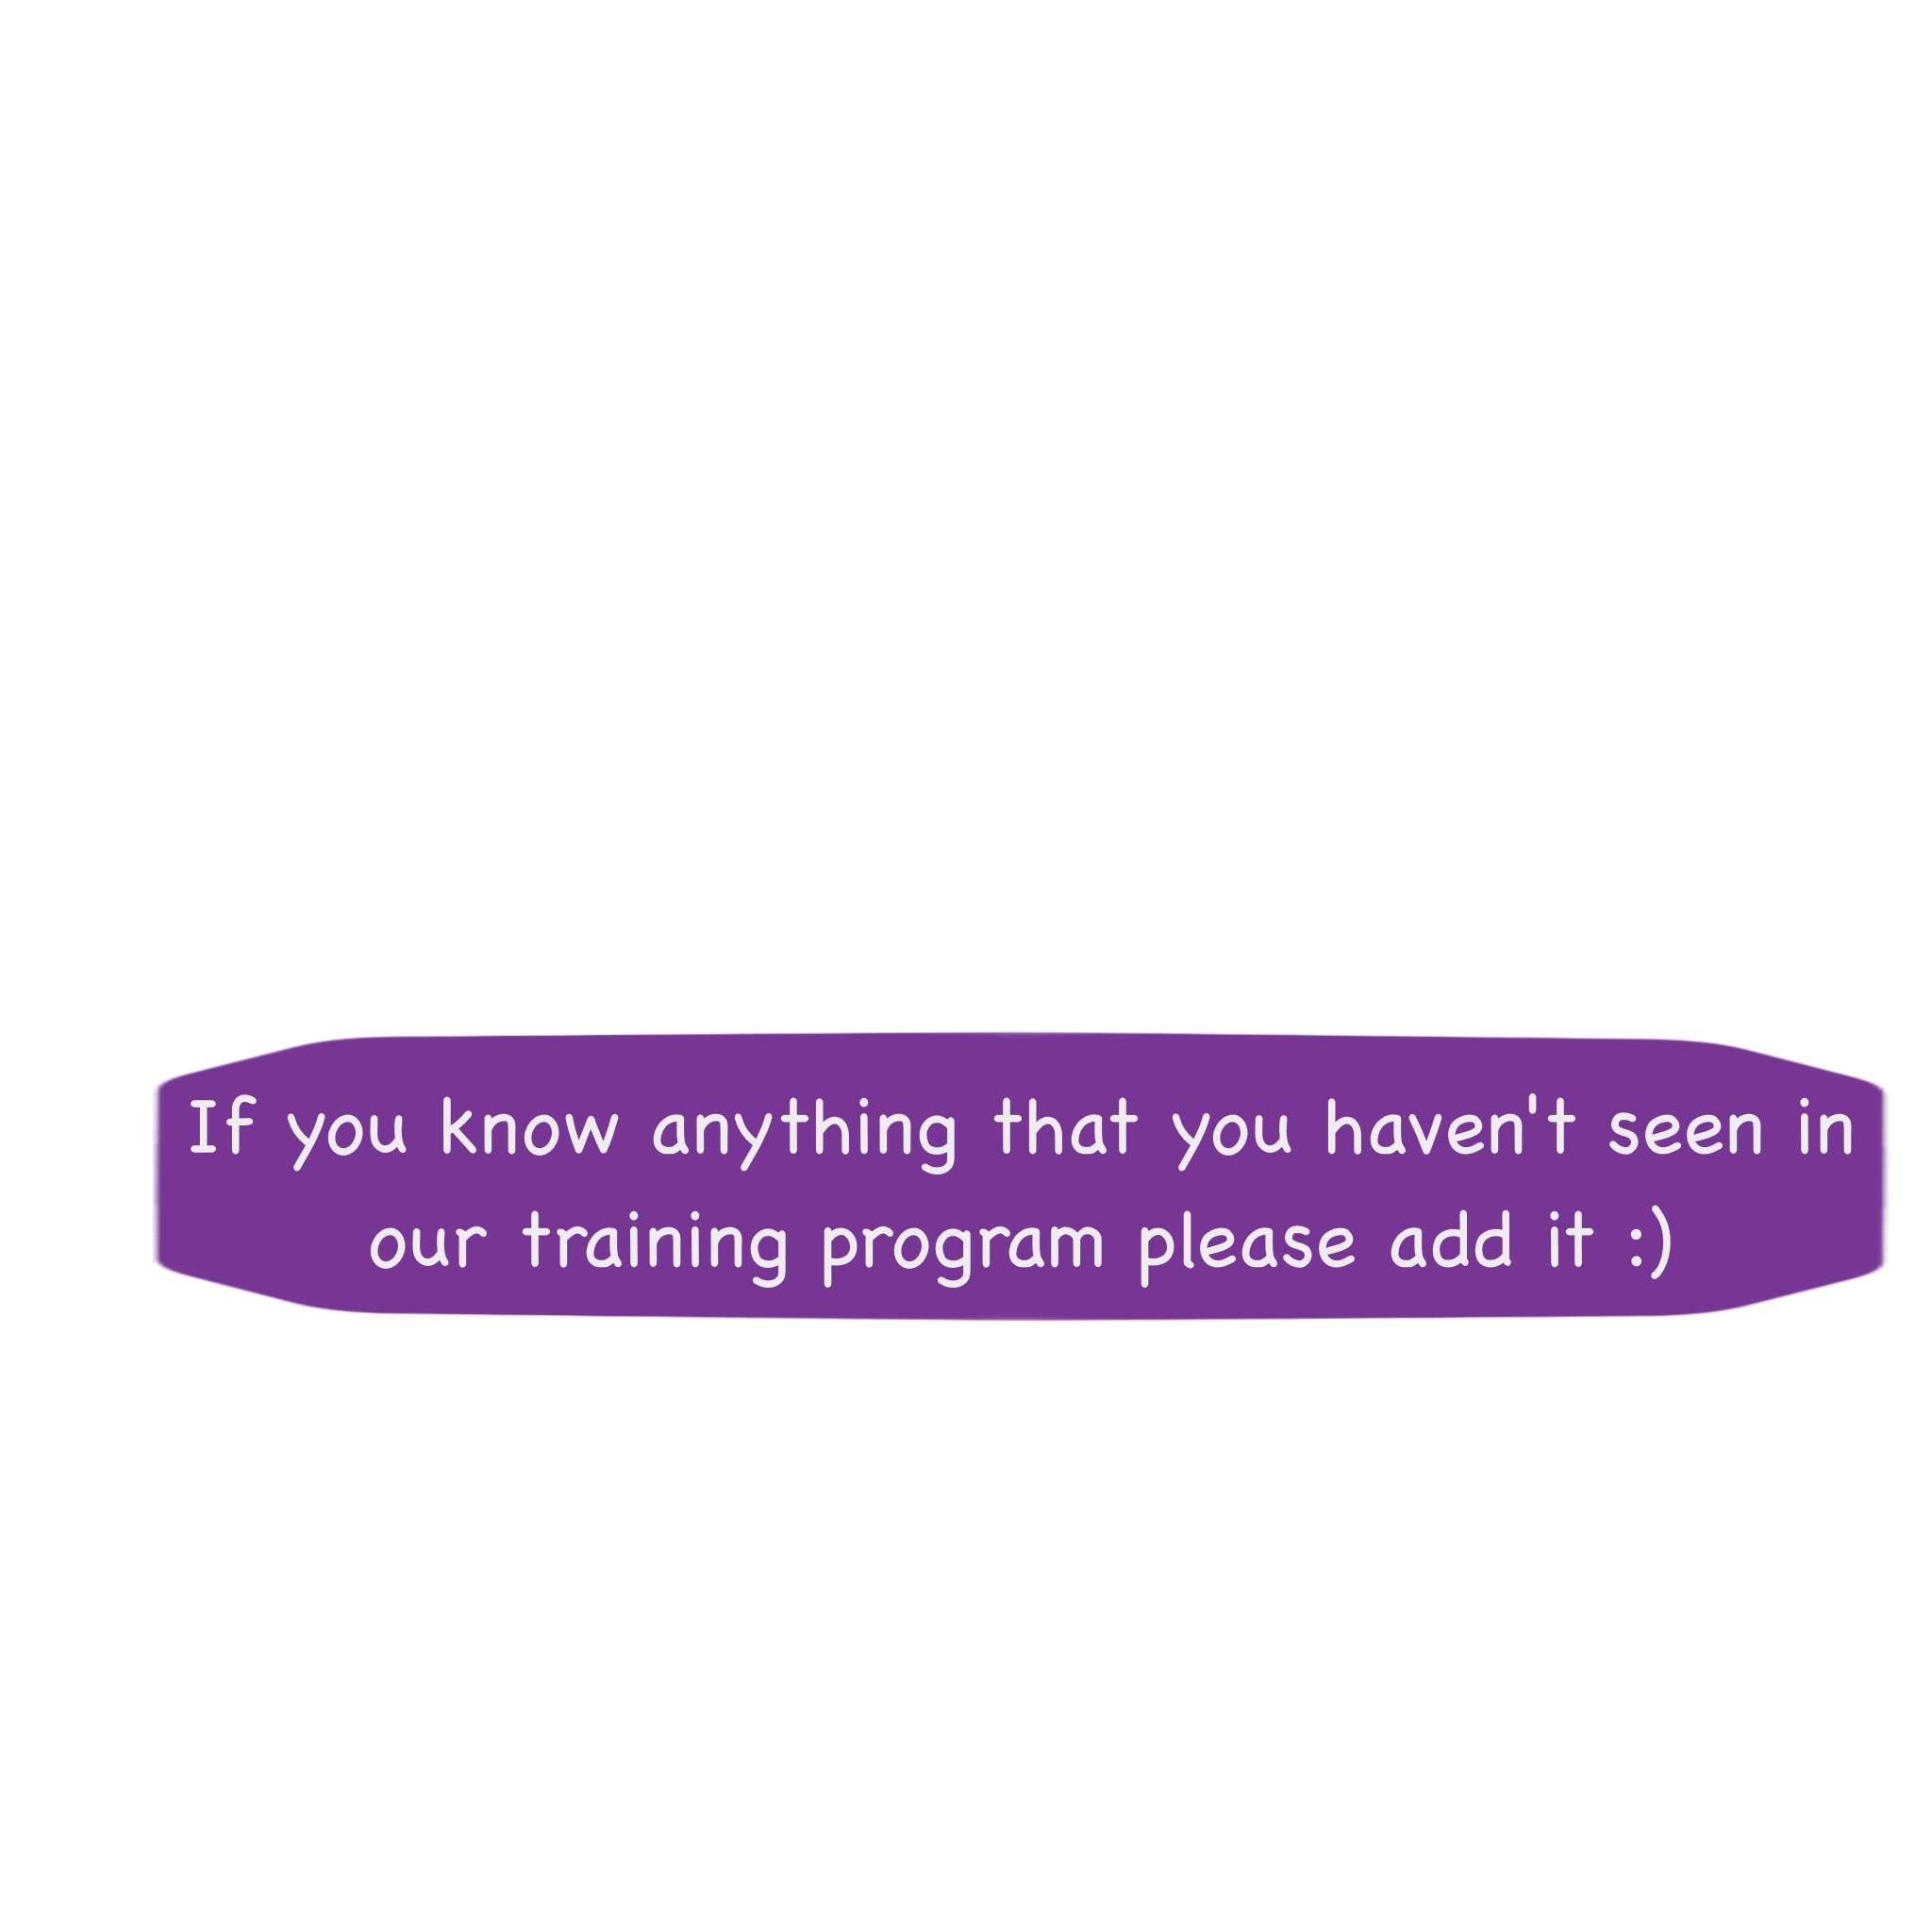 If you know anything that you haven't seen in
our training program please add it :)